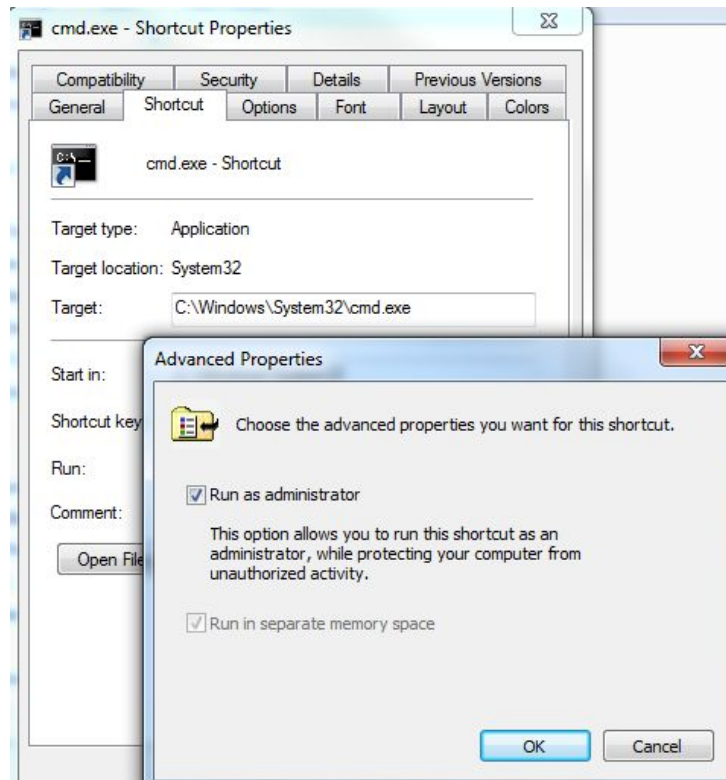 cmd.exe - Shortcut Properties
Compatibility Security Details Previous Versions
General Shortcut Options Font Layout Colors
C:\
cmd.exe - Shortcut
Target type: Application
Target location: System32
Target: C:\Windows\System32\cmd.exe
Start in:
Shortcut key
Run:
Comment:
Open File
Advanced Properties
Choose the advanced properties you want for this shortcut.
Run as administrator
This option allows you to run this shortcut as an
administrator, while protecting your computer from
unauthorized activity.
Run in separate memory space
OK Cancel